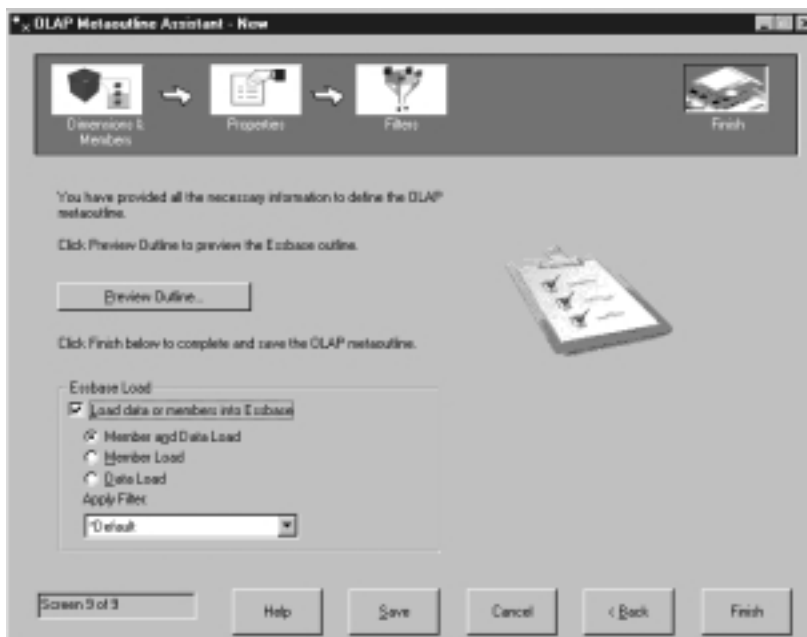 OLAP Metaoutline Assistant - New
Dimensions & Members
Properties
Filters
Finish
You have provided all the necessary information to define the OLAP
metaoutline.
Click Preview Outline to preview the Essbase outline.
Preview Outline...
Click Finish below to complete and save the OLAP metaoutline.
Essbase Load
Load data or members into Essbase
Member and Data Load
Member Load
Data Load
Apply Filter:
*Default
Screen 9 of 9
Help
Save
Cancel
< Back
Finish